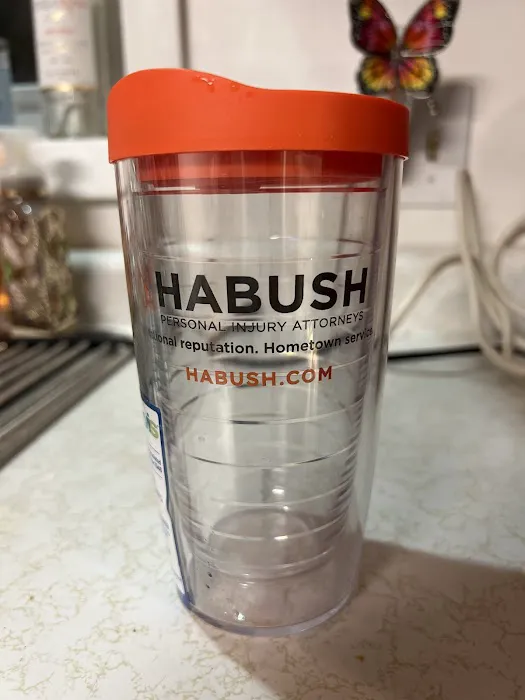 HABUSH
PERSONAL INJURY ATTORNEYS
reputation. Hometown
HABUSH.COM